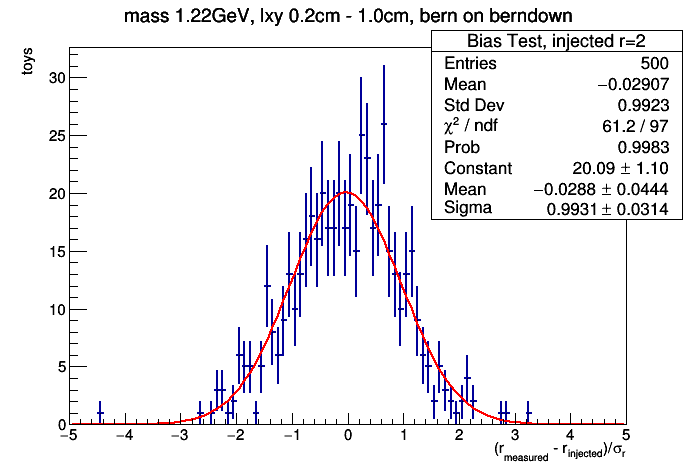 mass 1.22GeV, lxy 0.2cm - 1.0cm, bern on berndown
toys
Bias Test, injected r=2
Entries 500
Mean −0.02907
Std Dev 0.9923
χ² / ndf 61.2 / 97
Prob 0.9983
Constant 20.09 ± 1.10
Mean −0.0288 ± 0.0444
Sigma 0.9931 ± 0.0314
30
25
20
15
10
5
0
−5 −4 −3 −2 −1 0 1 2 3 4 5
(r_measured - r_injected)/σ_r